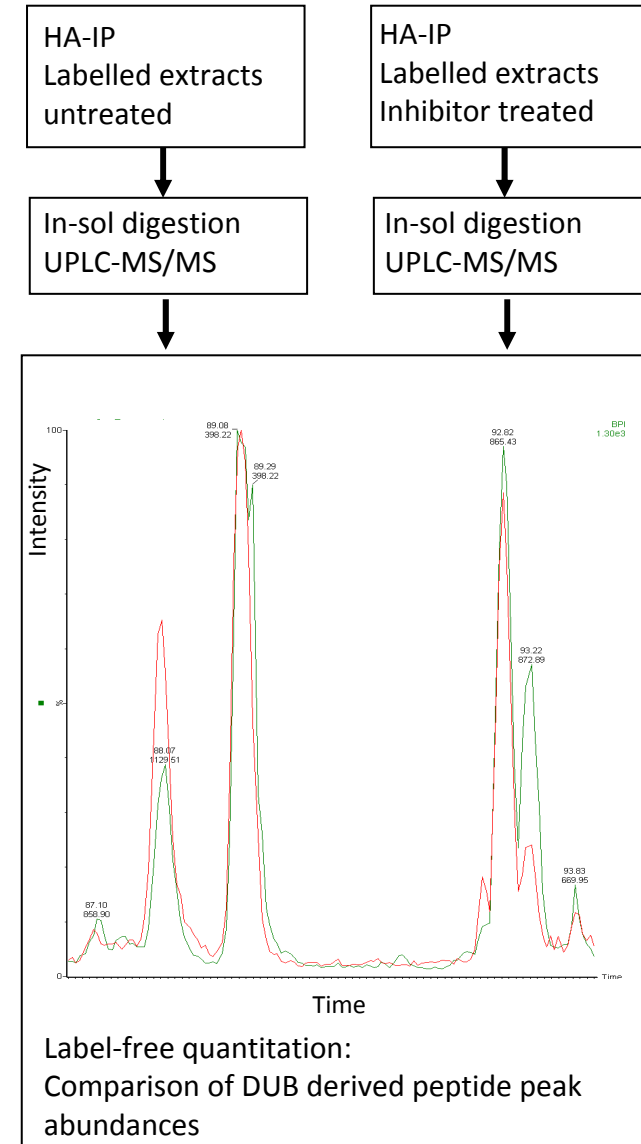 HA-IP
Labelled extracts
untreated
HA-IP
Labelled extracts
Inhibitor treated
In-sol digestion
UPLC-MS/MS
In-sol digestion
UPLC-MS/MS
BPI
1.30e3
100
89.08
398.22
89.29
398.22
92.82
865.43
93.22
872.89
88.07
1129.51
87.10
858.90
93.83
669.95
Intensity
%
0
Time
Time
Label-free quantitation:
Comparison of DUB derived peptide peak
abundances